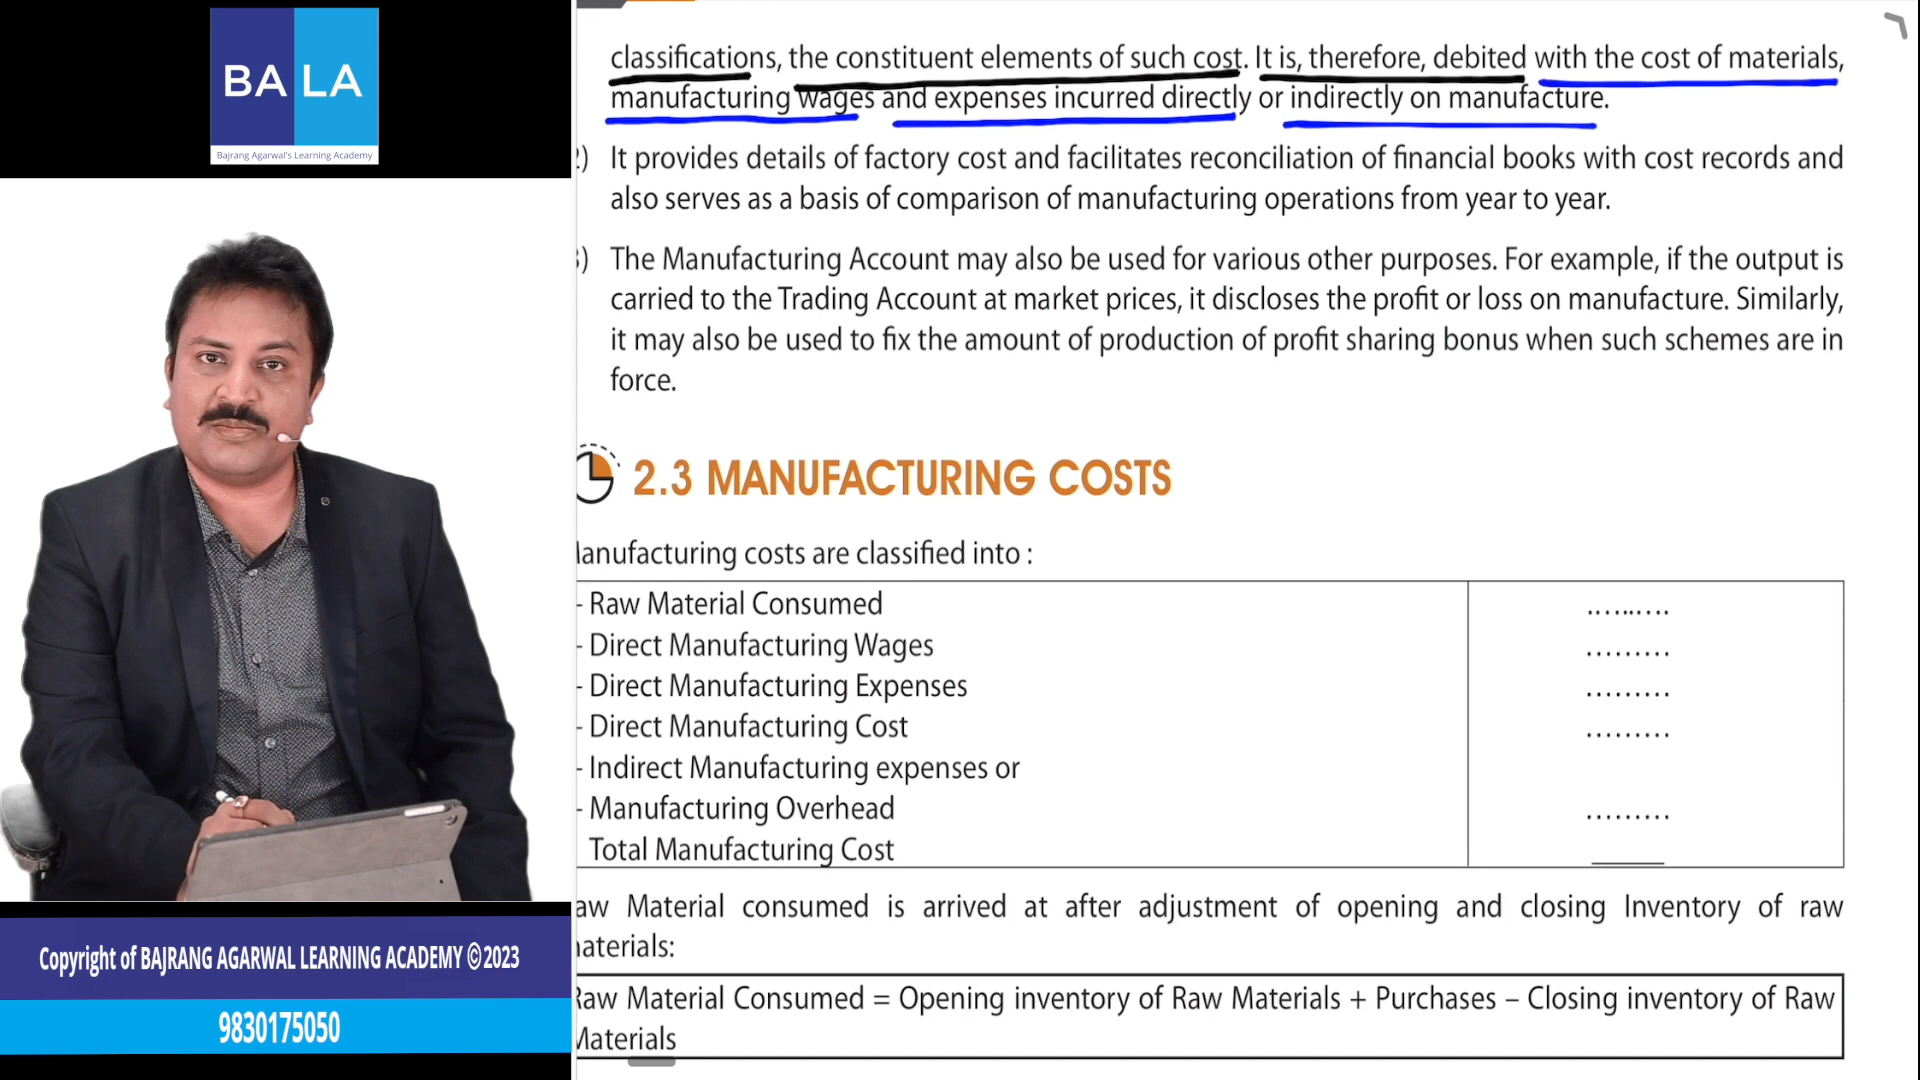 BA LA
Bajrang Agarwal's Learning Academy
classifications, the constituent elements of such cost. It is, therefore, debited with the cost of materials,
manufacturing wages and expenses incurred directly or indirectly on manufacture.
) It provides details of factory cost and facilitates reconciliation of financial books with cost records and
also serves as a basis of comparison of manufacturing operations from year to year.
) The Manufacturing Account may also be used for various other purposes. For example, if the output is
carried to the Trading Account at market prices, it discloses the profit or loss on manufacture. Similarly,
it may also be used to fix the amount of production of profit sharing bonus when such schemes are in
force.
2.3 MANUFACTURING COSTS
anufacturing costs are classified into :
- Raw Material Consumed .........
- Direct Manufacturing Wages .........
- Direct Manufacturing Expenses .........
- Direct Manufacturing Cost .........
- Indirect Manufacturing expenses or
- Manufacturing Overhead .........
Total Manufacturing Cost
aw Material consumed is arrived at after adjustment of opening and closing Inventory of raw
aterials:
Raw Material Consumed = Opening inventory of Raw Materials + Purchases – Closing inventory of Raw
Materials
Copyright of BAJRANG AGARWAL LEARNING ACADEMY ©2023
9830175050